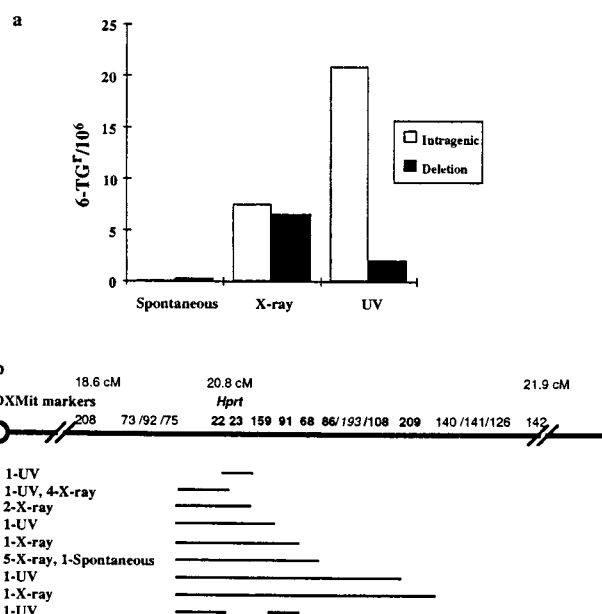 a
25
20
15
10
5
0
6-TGr/10⁶
Intragenic
Deletion
Spontaneous X-ray UV
18.6 cM 20.8 cM 21.9 cM
DXMit markers Hprt
208 73 /92 /75 22 23 159 91 68 86/193/108 209 140 /141/126 142
1-UV
1-UV, 4-X-ray
2-X-ray
1-UV
1-X-ray
5-X-ray, 1-Spontaneous
1-UV
1-X-ray
1-UV